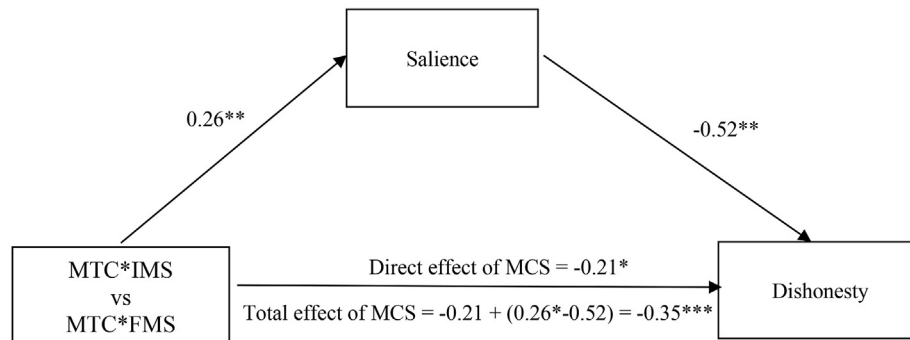 Salience
0.26**
-0.52**
MTC*IMS
vs
MTC*FMS
Direct effect of MCS = -0.21*
Total effect of MCS = -0.21 + (0.26*-0.52) = -0.35***
Dishonesty